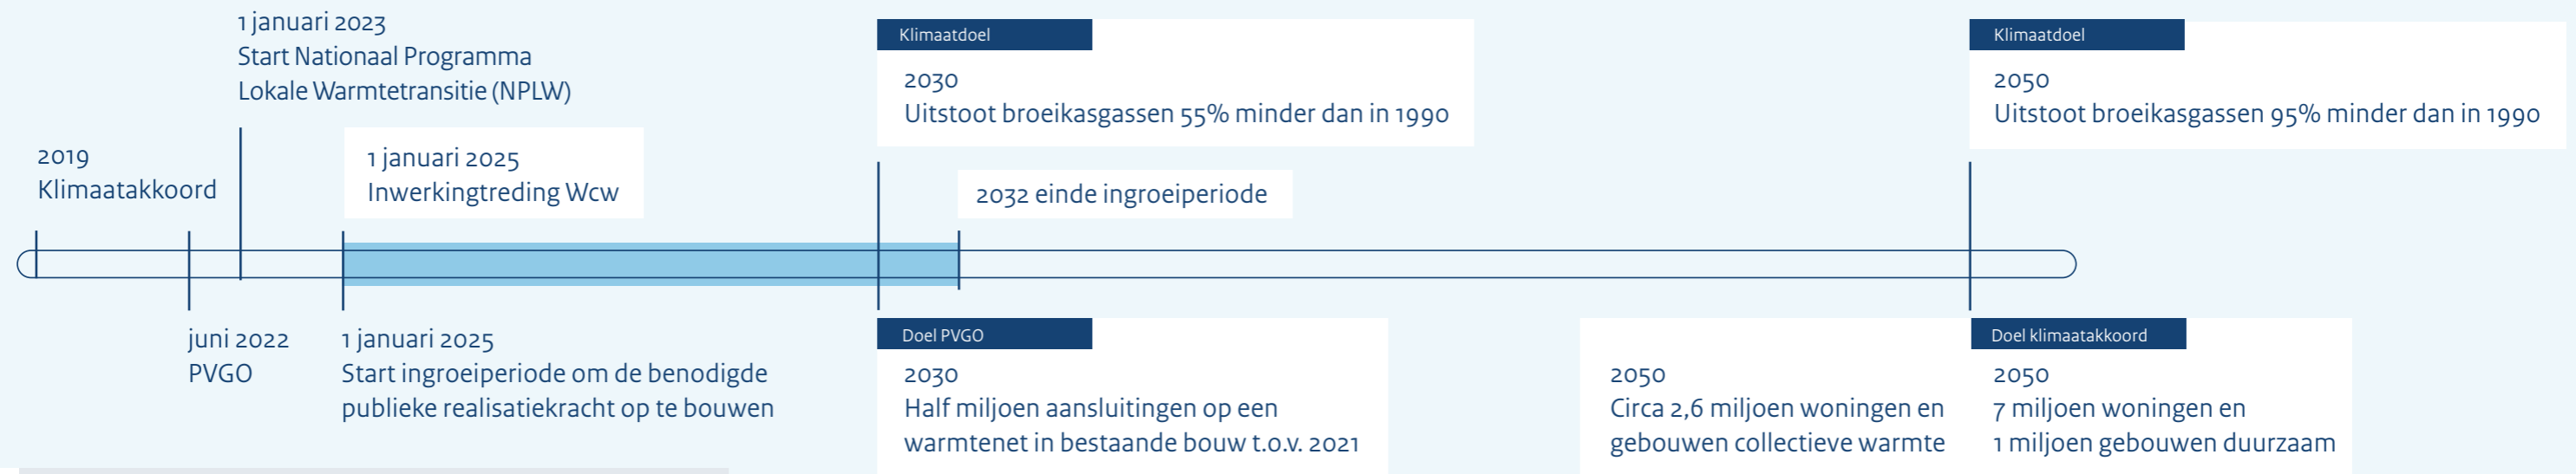 1 januari 2023
Start Nationaal Programma
Lokale Warmtetransitie (NPLW)
2019
Klimaatakkoord
1 januari 2025
Inwerkingtreding Wcw
Klimaatdoel
2030
Uitstoot broeikasgassen 55% minder dan in 1990
2032 einde ingroeiperiode
Klimaatdoel
2050
Uitstoot broeikasgassen 95% minder dan in 1990
juni 2022
PVGO
1 januari 2025
Start ingroeiperiode om de benodigde
publieke realisatiekracht op te bouwen
Doel PVGO
2030
Half miljoen aansluitingen op een
warmtenet in bestaande bouw t.o.v. 2021
2050
Circa 2,6 miljoen woningen en
gebouwen collectieve warmte
Doel klimaatakkoord
2050
7 miljoen woningen en
1 miljoen gebouwen duurzaam